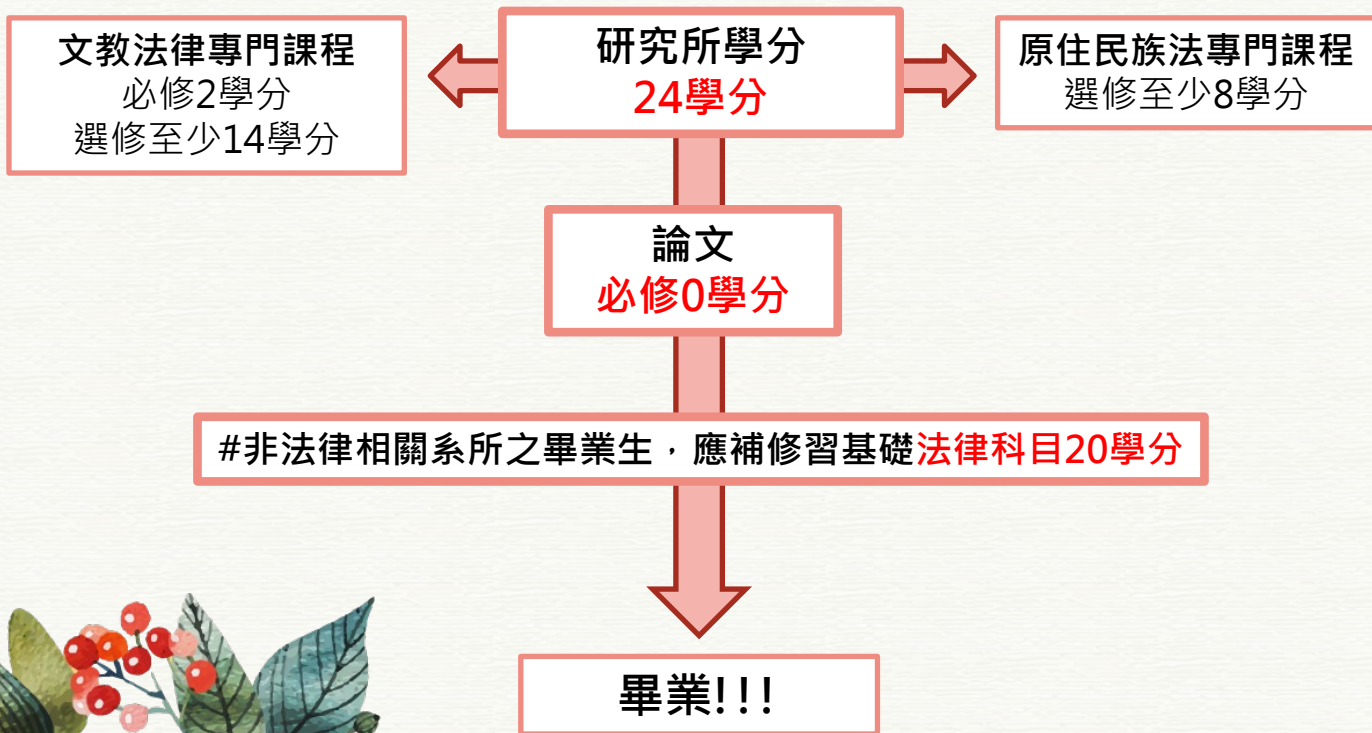 文教法律專門課程
必修2學分
選修至少14學分
研究所學分
24學分
原住民族法專門課程
選修至少8學分
論文
必修0學分
#非法律相關系所之畢業生，應補修習基礎法律科目20學分
畢業!!!